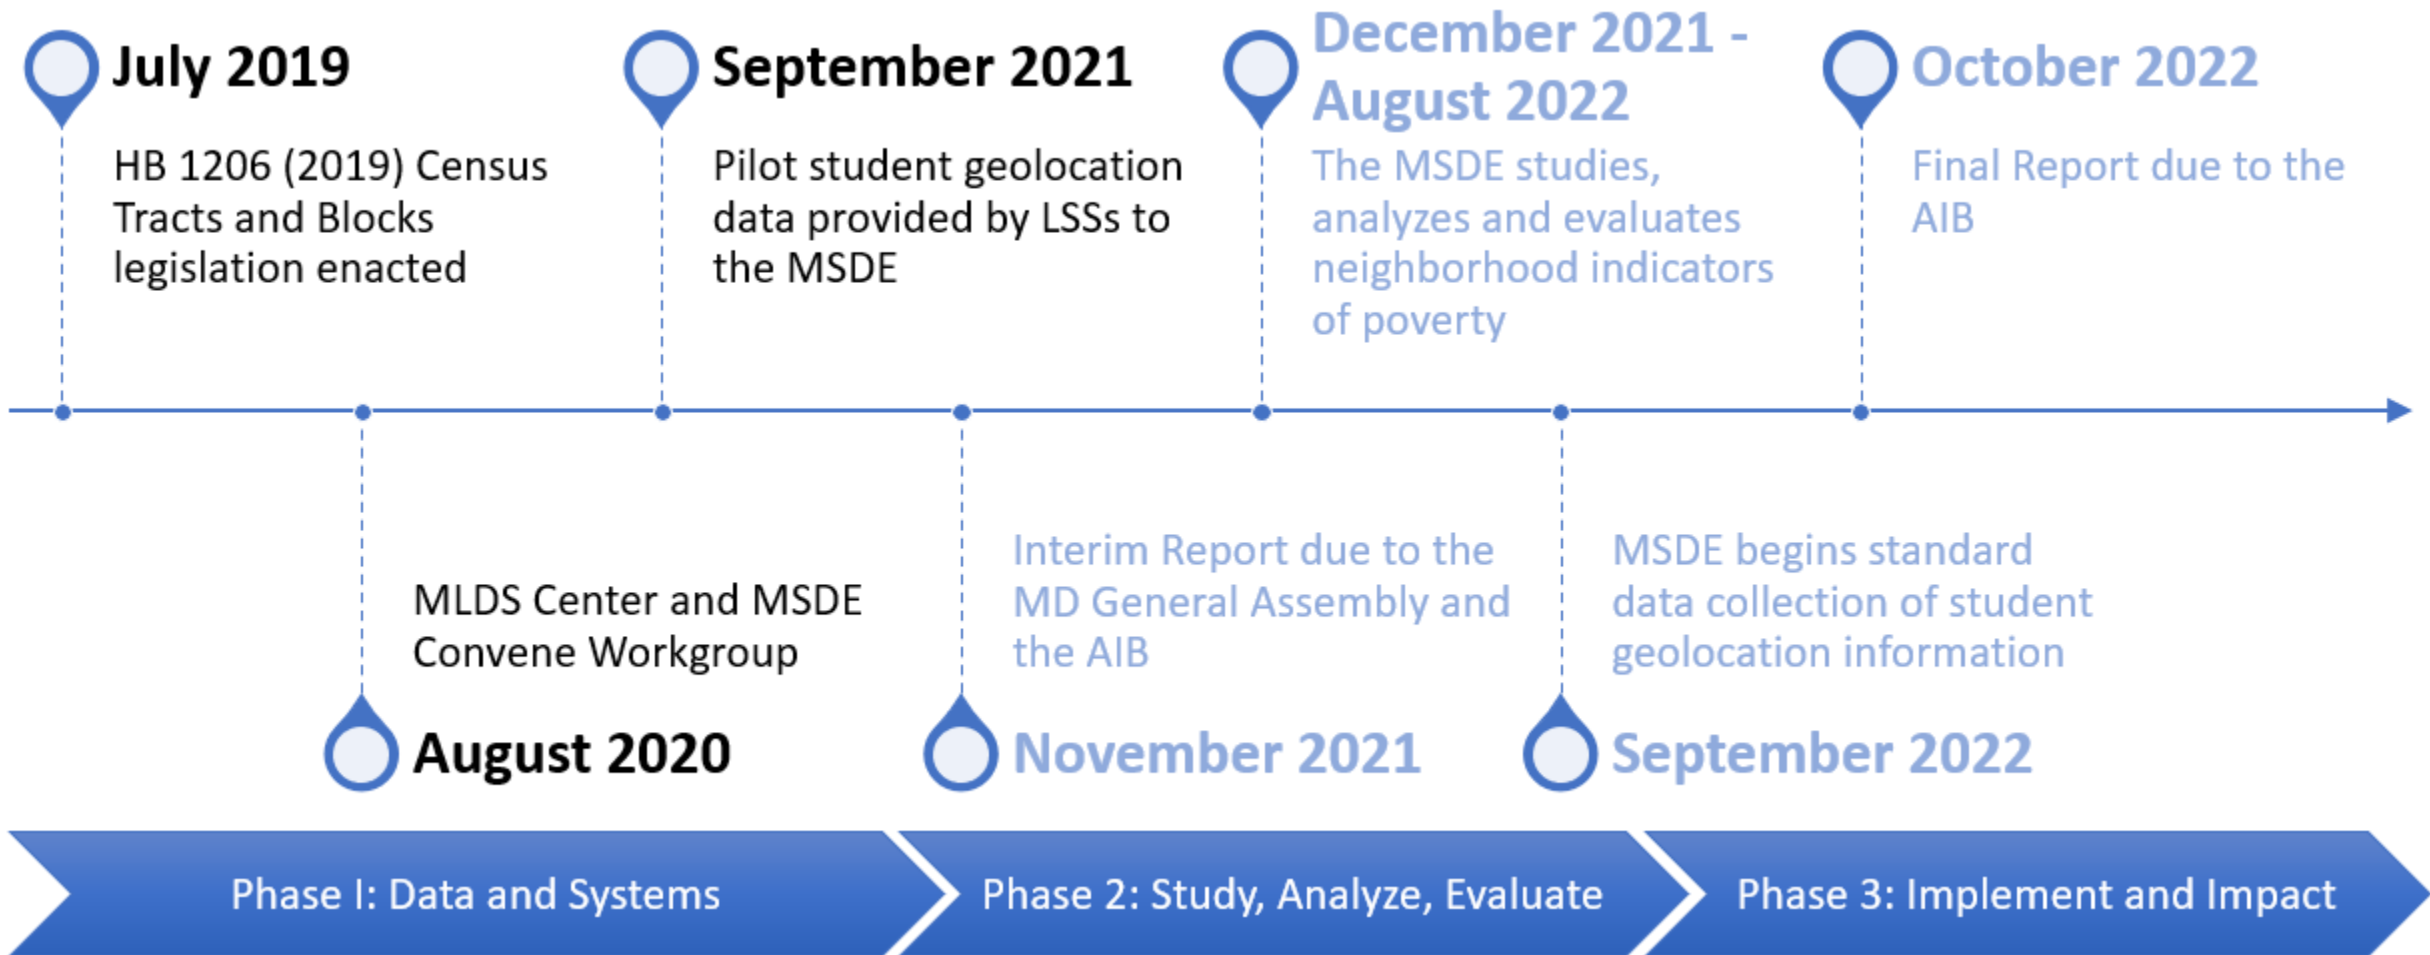 July 2019
HB 1206 (2019) Census
Tracts and Blocks
legislation enacted
September 2021
Pilot student geolocation
data provided by LSSs to
the MSDE
December 2021 -
August 2022
The MSDE studies,
analyzes and evaluates
neighborhood indicators
of poverty
October 2022
Final Report due to the
AIB
MLDS Center and MSDE
Convene Workgroup
August 2020
Interim Report due to the
MD General Assembly and
the AIB
November 2021
MSDE begins standard
data collection of student
geolocation information
September 2022
Phase I: Data and Systems
Phase 2: Study, Analyze, Evaluate
Phase 3: Implement and Impact